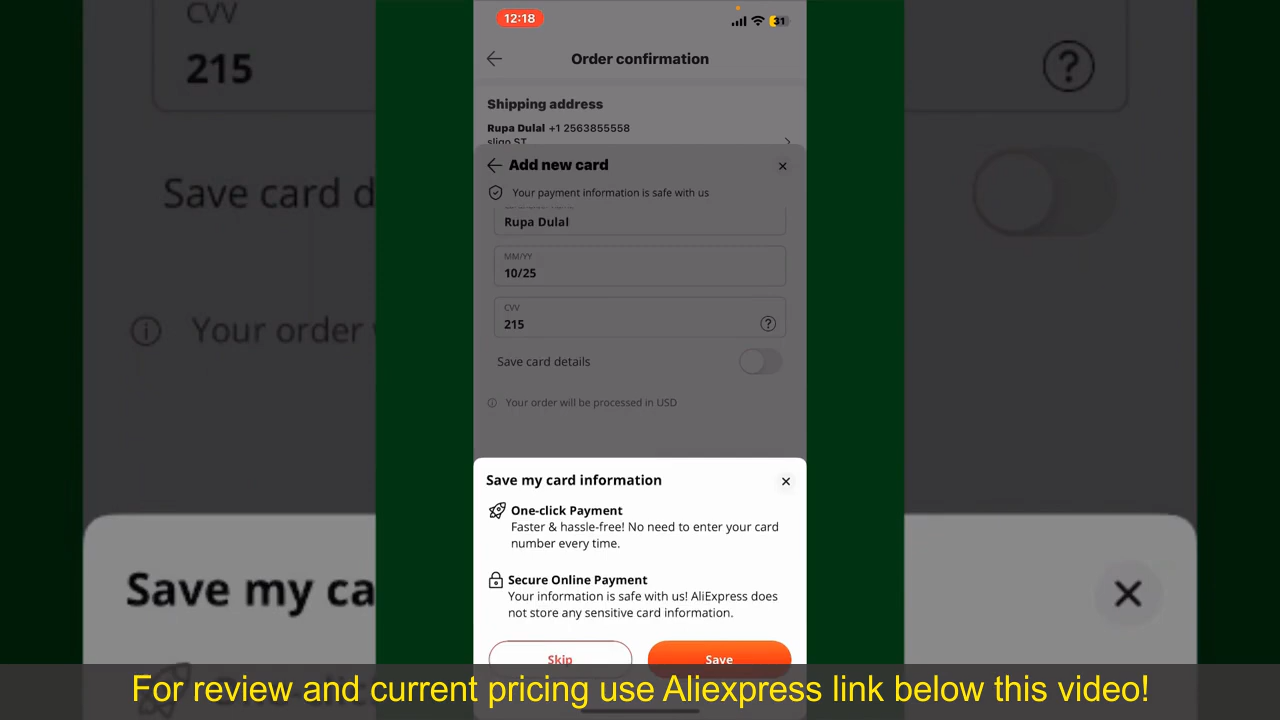 12:18
31
Order confirmation
Shipping address
Rupa Dulal +1 2563855558
sligo ST
Add new card
Your payment information is safe with us
Rupa Dulal
MM/YY
10/25
CVV
215
Save card details
Your order will be processed in USD
Save my card information
One-click Payment
Faster & hassle-free! No need to enter your card
number every time.
Secure Online Payment
Your information is safe with us! AliExpress does
not store any sensitive card information.
Skip
Save
CVV
215
Save card d
Your order
Save my ca
For review and current pricing use Aliexpress link below this video!